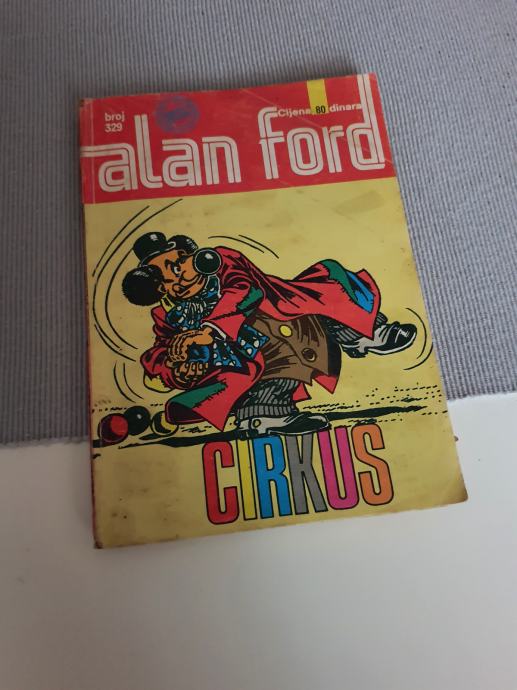 broj
329
Cijena 80 dinara
alan ford
CIRKUS